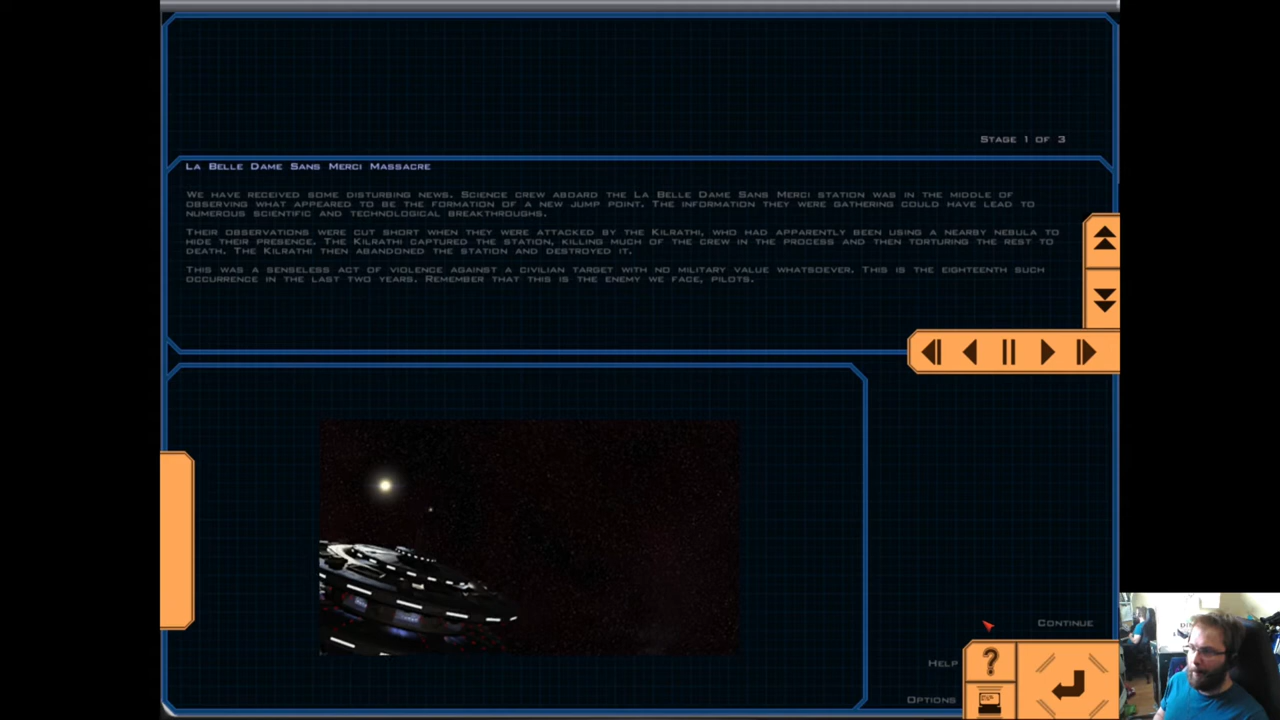 Stage 1 of 3
La Belle Dame Sans Merci Massacre
We have received some disturbing news. Science crew aboard the La Belle Dame Sans Merci station was in the middle of
observing what appeared to be the formation of a new jump point. The information they were gathering could have lead to
numerous scientific and technological breakthroughs.
Their observations were cut short when they were attacked by the Kilrathi, who had apparently been using a nearby nebula to
hide their presence. The Kilrathi captured the station, killing much of the crew in the process and then torturing the rest to
death. The Kilrathi then abandoned the station and destroyed it.
This was a senseless act of violence against a civilian target with no military value whatsoever. This is the eighteenth such
occurrence in the last two years. Remember that this is the enemy we face, pilots.
Continue
Help
?
Options